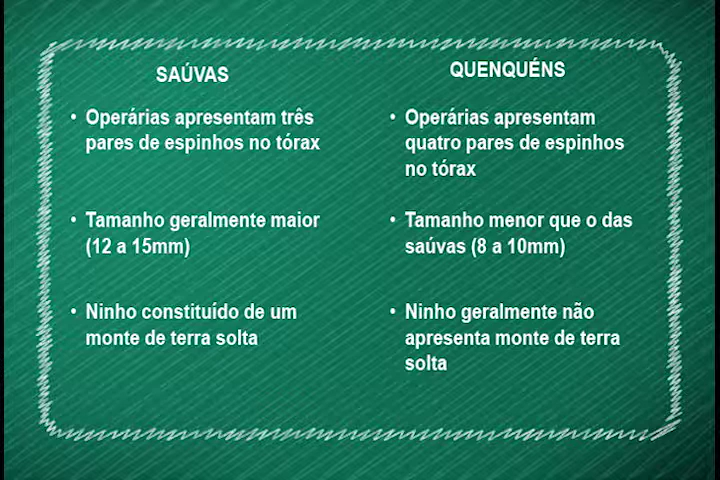 SAÚVAS
• Operárias apresentam três
pares de espinhos no tórax
• Tamanho geralmente maior
(12 a 15mm)
• Ninho constituído de um
monte de terra solta
QUENQUÉNS
• Operárias apresentam
quatro pares de espinhos
no tórax
• Tamanho menor que o das
saúvas (8 a 10mm)
• Ninho geralmente não
apresenta monte de terra
solta